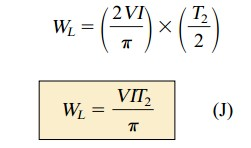 W_L = (2VI/π) × (T_2/2)
W_L = VIT_2/π (J)